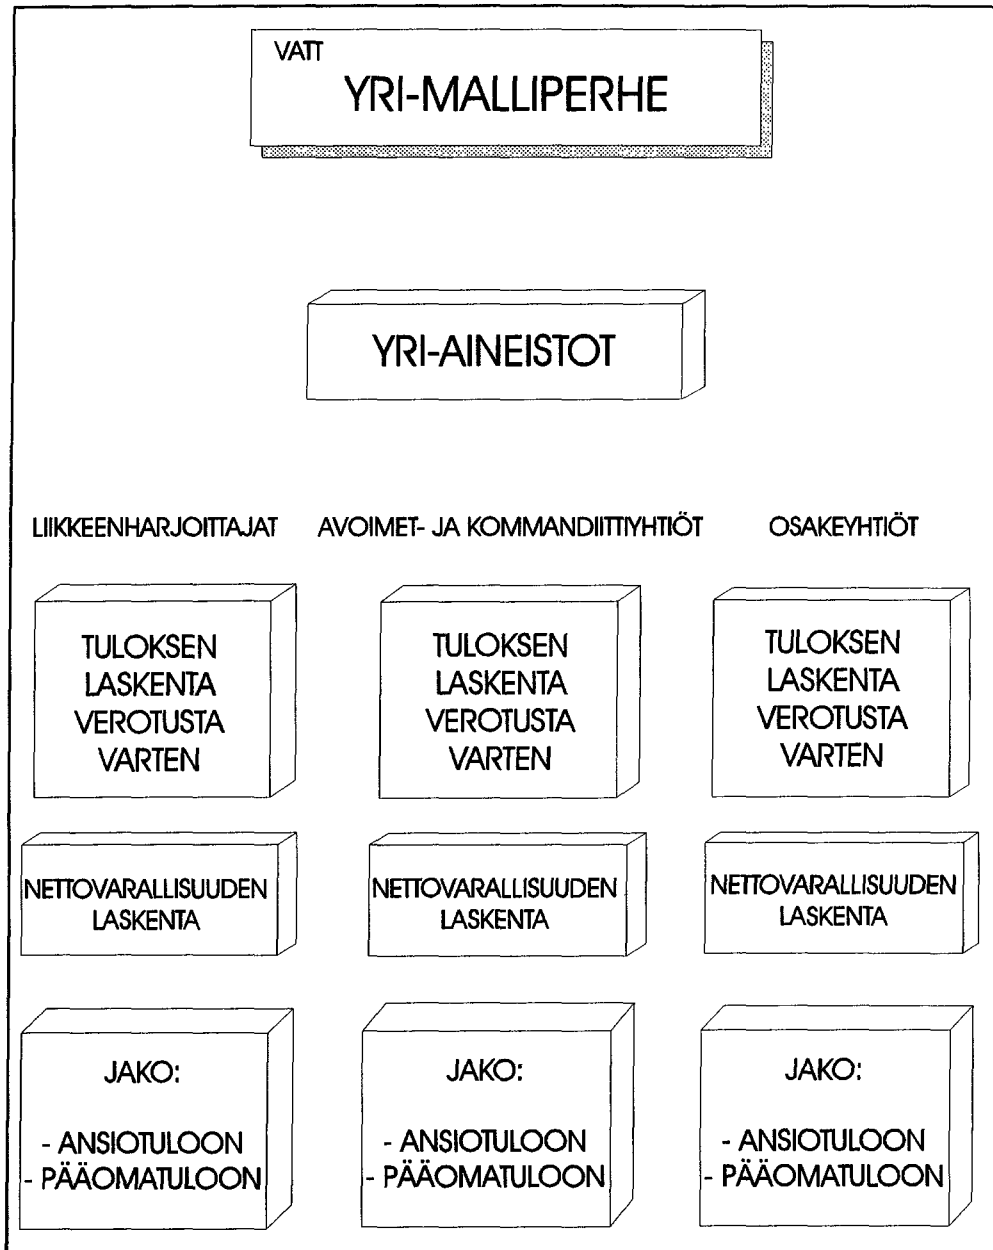 VATT
YRI-MALLIPERHE
YRI-AINEISTOT
LIIKKEENHARJOITTAJAT
TULOKSEN
LASKENTA
VEROTUSTA
VARTEN
NETTOVARALLISUUDEN
LASKENTA
JAKO:
- ANSIOTULOON
- PÄÄOMATULOON
AVOIMET- JA KOMMANDIITTIYHTIÖT
TULOKSEN
LASKENTA
VEROTUSTA
VARTEN
NETTOVARALLISUUDEN
LASKENTA
JAKO:
- ANSIOTULOON
- PÄÄOMATULOON
OSAKEYHTIÖT
TULOKSEN
LASKENTA
VEROTUSTA
VARTEN
NETTOVARALLISUUDEN
LASKENTA
JAKO:
- ANSIOTULOON
- PÄÄOMATULOON